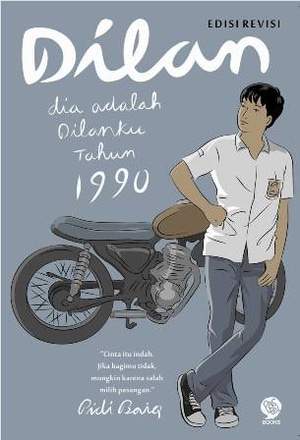 EDISI REVISI
Dilan
dia adalah
Dilanku
Tahun
1990
"Cinta itu indah.
Jika bagimu tidak,
mungkin karena salah
milih pasangan."
Pidi Baiq
BOOKS